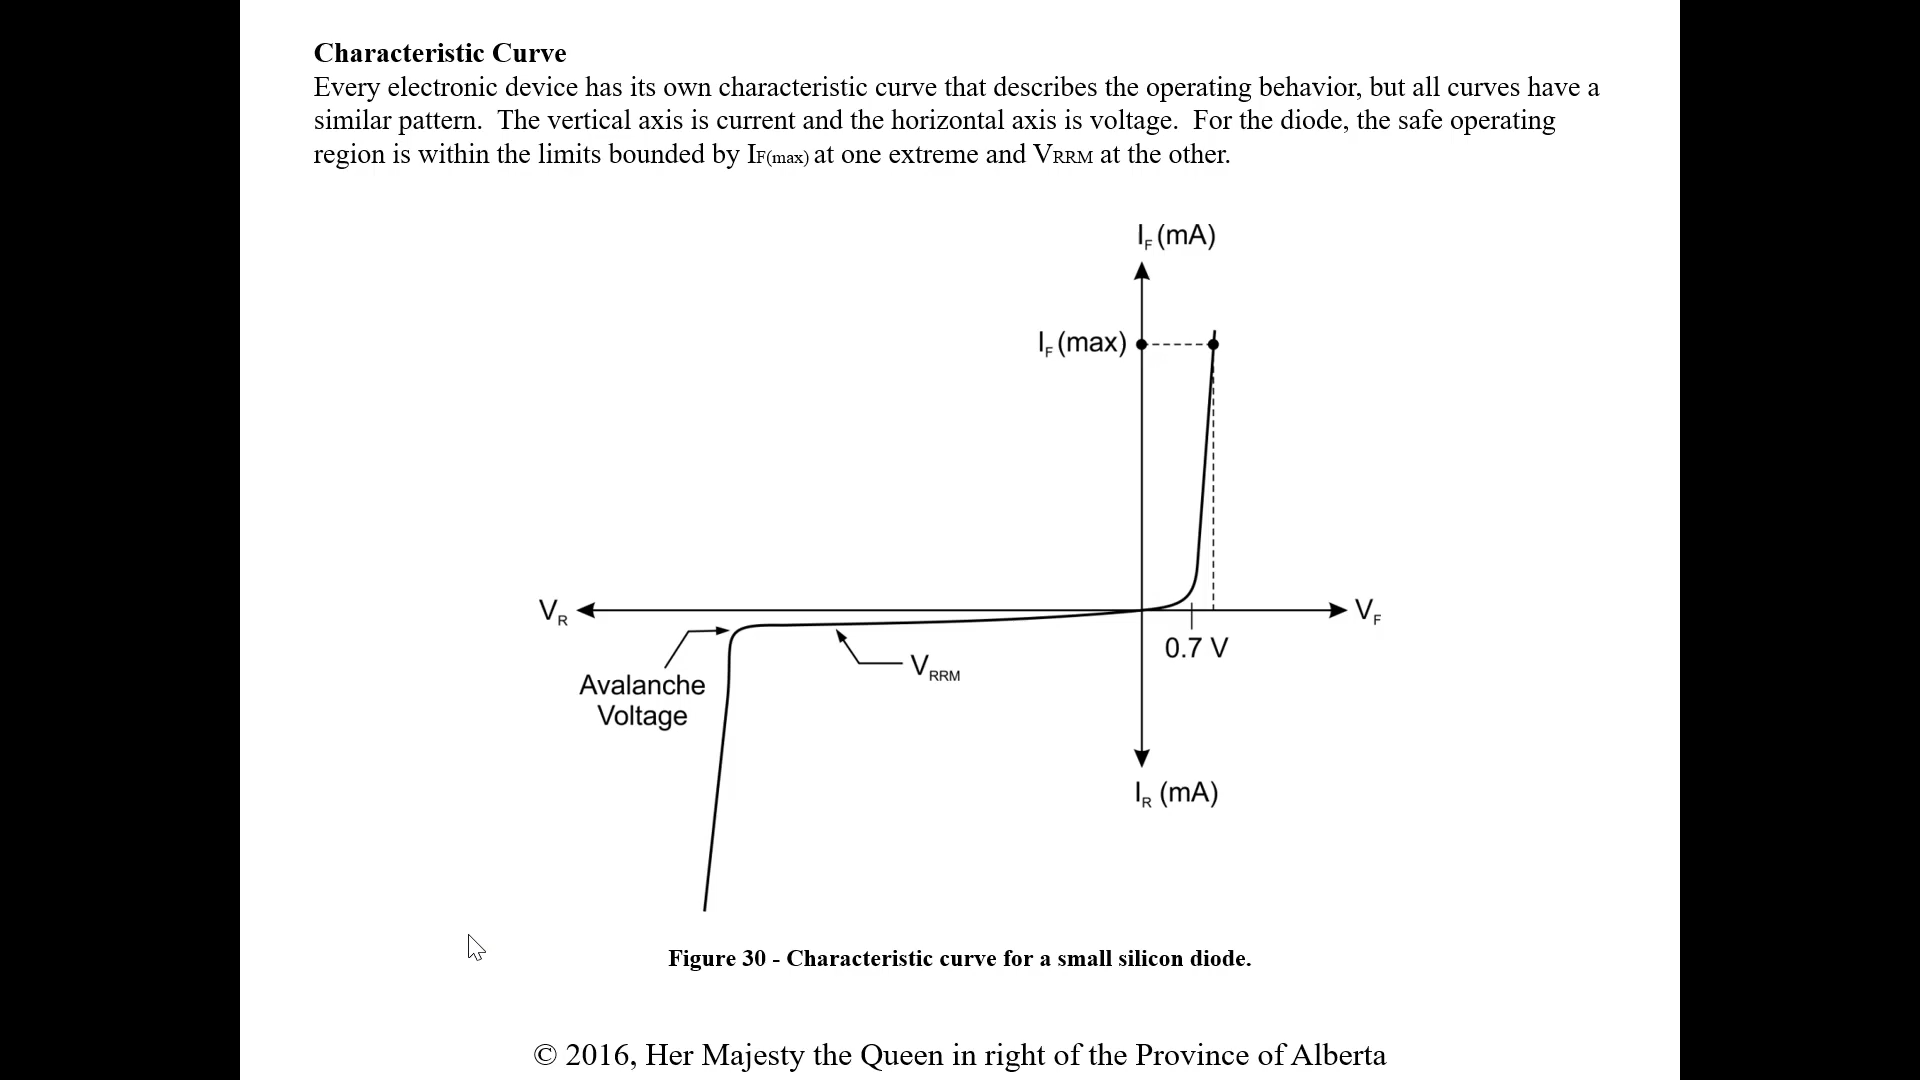 Characteristic Curve
Every electronic device has its own characteristic curve that describes the operating behavior, but all curves have a
similar pattern.  The vertical axis is current and the horizontal axis is voltage.  For the diode, the safe operating
region is within the limits bounded by IF(max) at one extreme and VRRM at the other.
IF (mA)
IF (max)
VR
VF
0.7 V
VRRM
Avalanche
Voltage
IR (mA)
Figure 30 - Characteristic curve for a small silicon diode.
© 2016, Her Majesty the Queen in right of the Province of Alberta